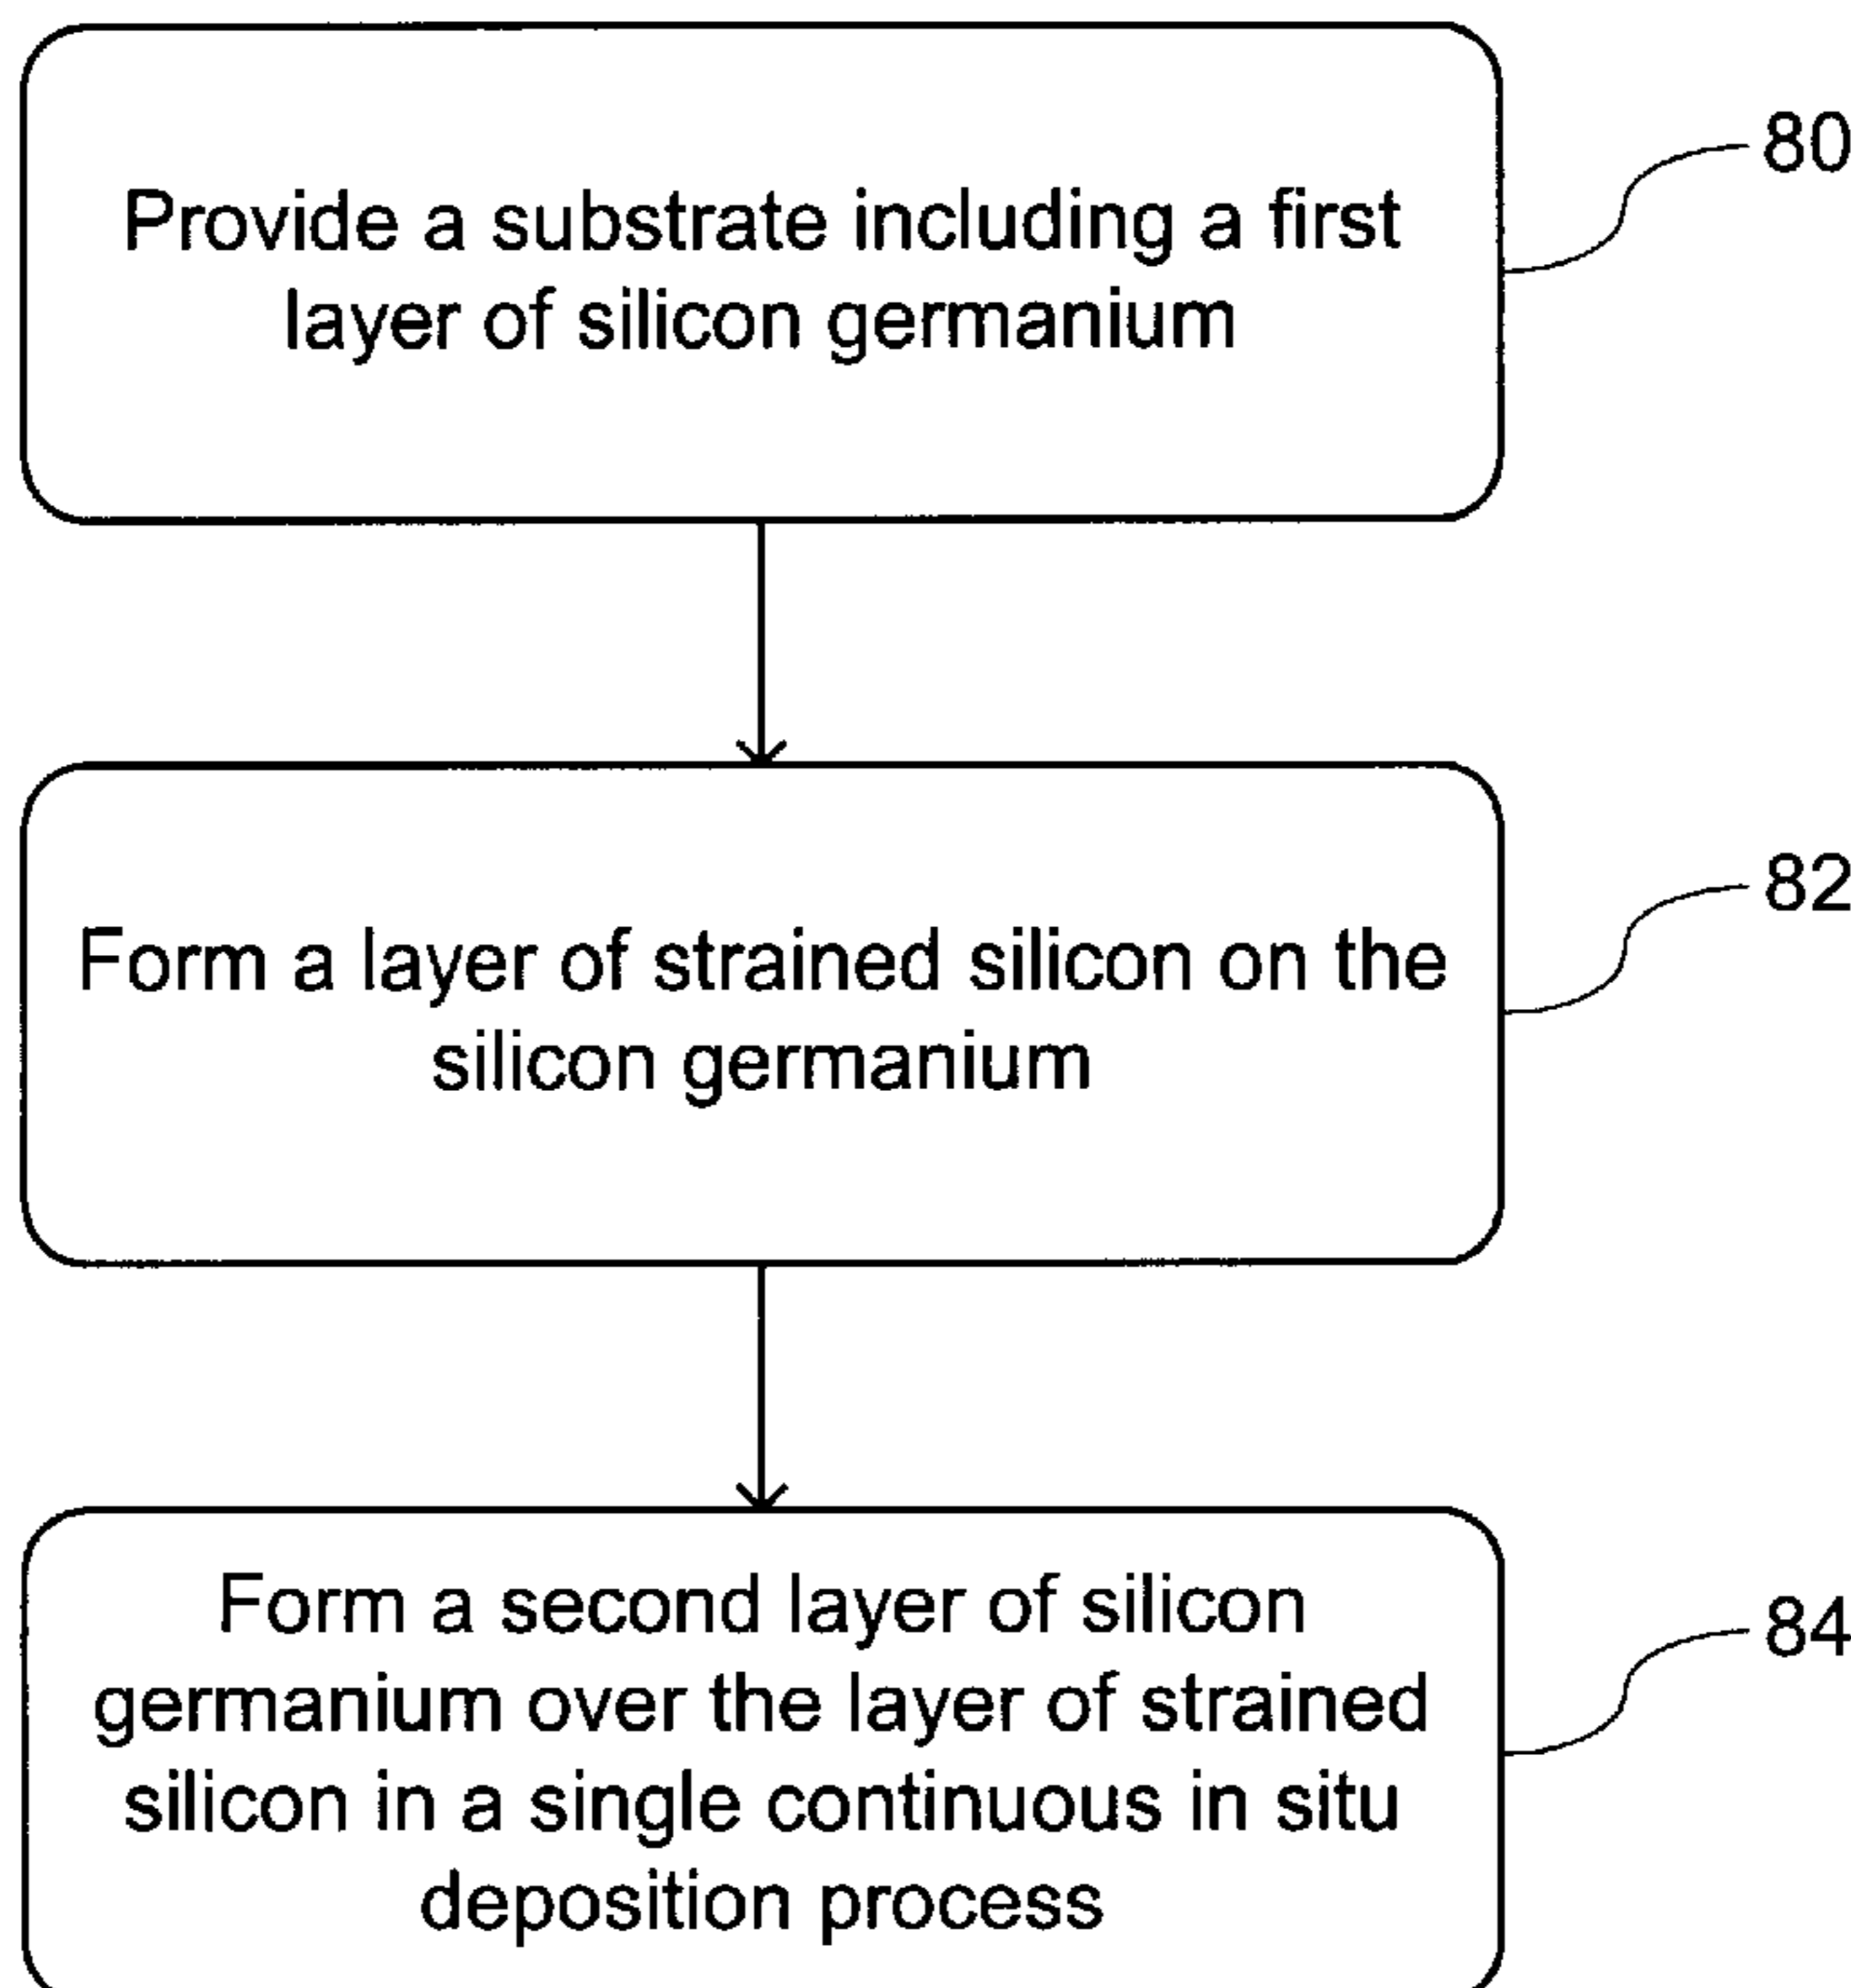 Provide a substrate including a first
layer of silicon germanium
80
Form a layer of strained silicon on the
silicon germanium
82
Form a second layer of silicon
germanium over the layer of strained
silicon in a single continuous in situ
deposition process
84